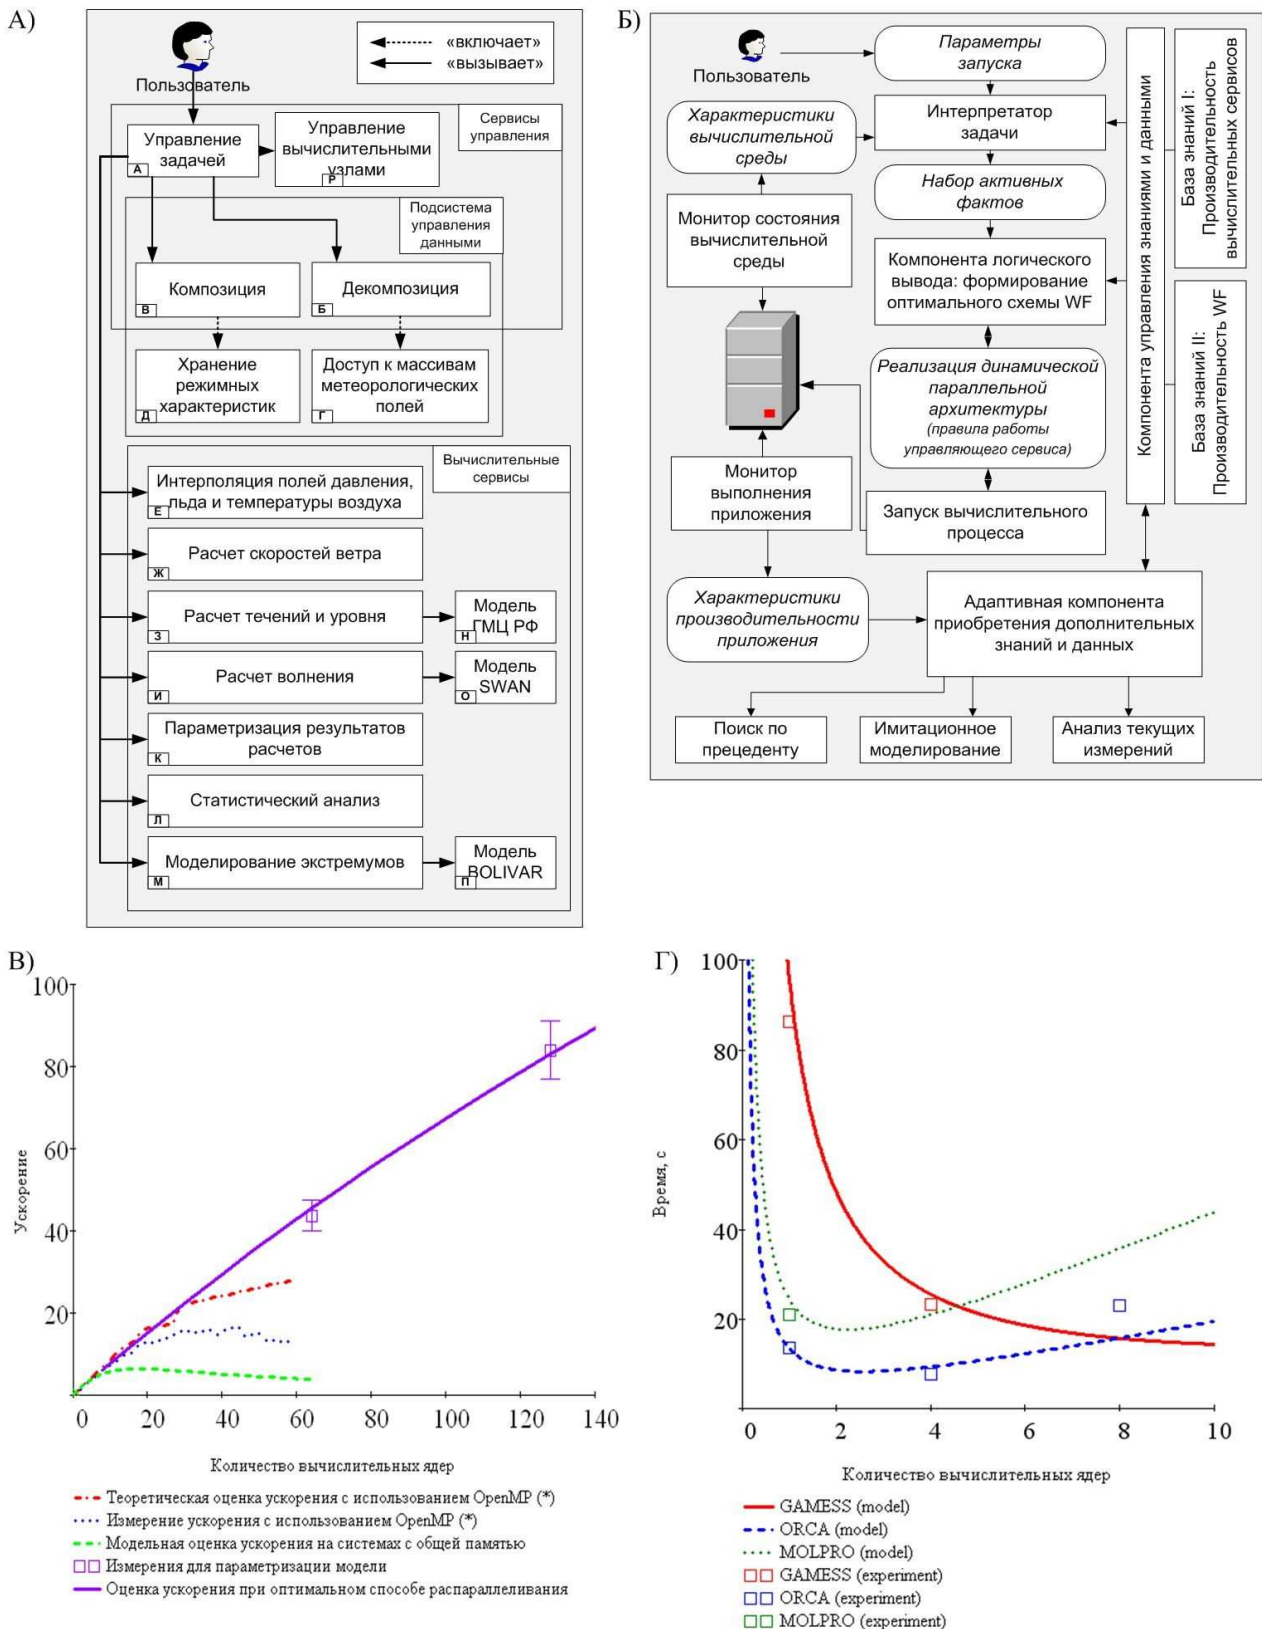 А)
Пользователь
«включает»
«вызывает»
Сервисы
управления
Управление
задачей
А
Управление
вычислительными
узлами
Р
Подсистема
управления
данными
Композиция
В
Декомпозиция
Б
Хранение
режимных
характеристик
Д
Доступ к массивам
метеорологических
полей
Г
Вычислительные
сервисы
Интерполяция полей давления,
льда и температуры воздуха
Е
Расчет скоростей ветра
Ж
Расчет течений и уровня
З
Модель
ГМЦ РФ
Н
Расчет волнения
И
Модель
SWAN
О
Параметризация результатов
расчетов
К
Статистический анализ
Л
Моделирование экстремумов
М
Модель
BOLIVAR
П
Б)
Пользователь
Параметры
запуска
Характеристики
вычислительной
среды
Интерпретатор
задачи
Набор активных
фактов
Монитор состояния
вычислительной
среды
Компонента логического
вывода: формирование
оптимального схемы WF
Реализация динамической
параллельной
архитектуры
(правила работы
управляющего сервиса)
Монитор
выполнения
приложения
Запуск вычислительного
процесса
Компонента управления знаниями и данными
База знаний I:
Производительность
вычислительных сервисов
База знаний II:
Производительность WF
Характеристики
производительности
приложения
Адаптивная компонента
приобретения дополнительных
знаний и данных
Поиск по
прецеденту
Имитационное
моделирование
Анализ текущих
измерений
В)
100
80
60
40
20
Ускорение
0 20 40 60 80 100 120 140
Количество вычислительных ядер
Теоретическая оценка ускорения с использованием OpenMP (*)
Измерение ускорения с использованием OpenMP (*)
Модельная оценка ускорения на системах с общей памятью
Измерения для параметризации модели
Оценка ускорения при оптимальном способе распараллеливания
Г)
100
80
60
40
20
Время, с
0 2 4 6 8 10
Количество вычислительных ядер
GAMESS (model)
ORCA (model)
MOLPRO (model)
GAMESS (experiment)
ORCA (experiment)
MOLPRO (experiment)